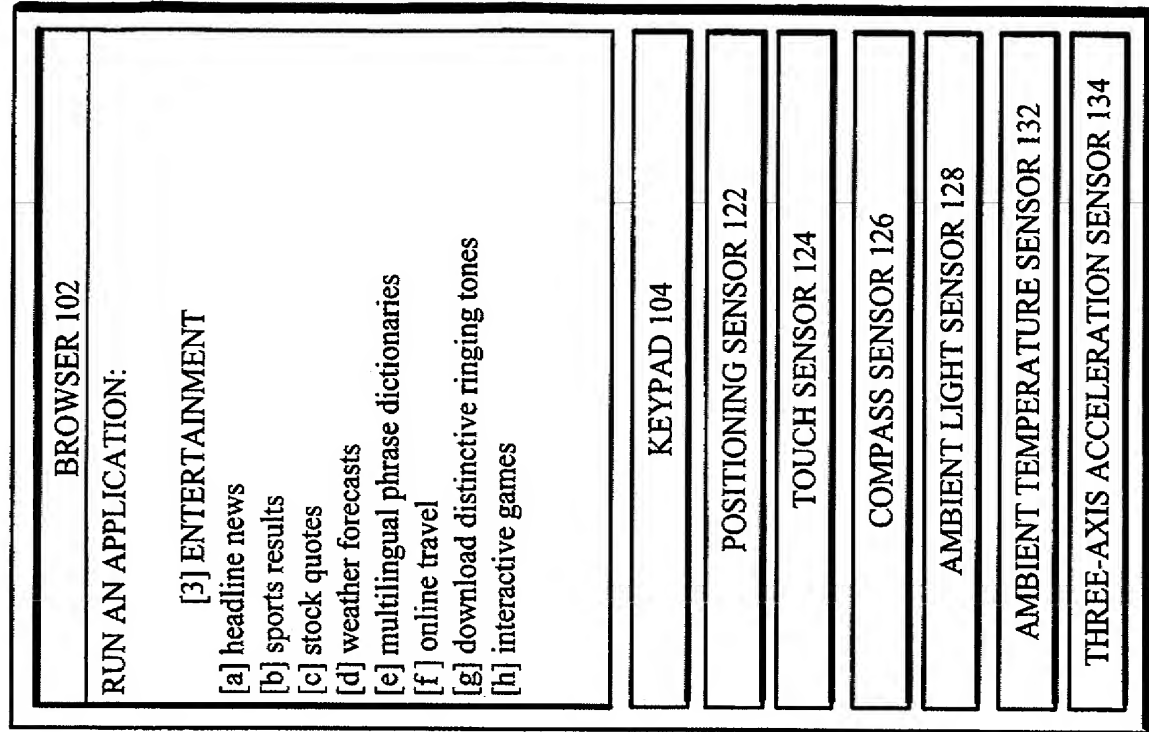 BROWSER 102
RUN AN APPLICATION:
[3] ENTERTAINMENT
[a] headline news
[b] sports results
[c] stock quotes
[d] weather forecasts
[e] multilingual phrase dictionaries
[f] online travel
[g] download distinctive ringing tones
[h] interactive games
KEYPAD 104
POSITIONING SENSOR 122
TOUCH SENSOR 124
COMPASS SENSOR 126
AMBIENT LIGHT SENSOR 128
AMBIENT TEMPERATURE SENSOR 132
THREE-AXIS ACCELERATION SENSOR 134